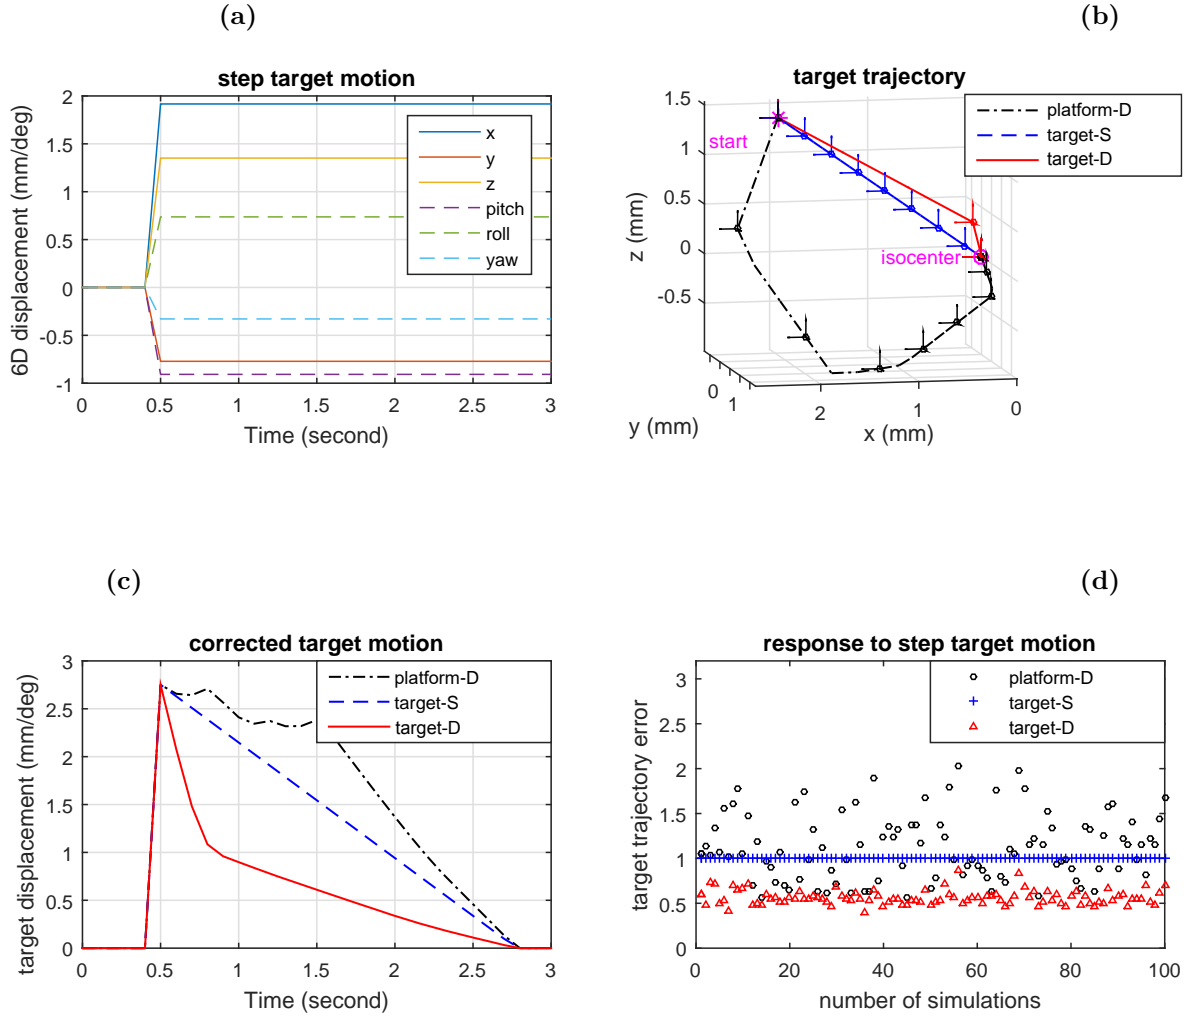 (a)
step target motion
6D displacement (mm/deg)
2
1.5
1
0.5
0
-0.5
-1
0
0.5
1
1.5
2
2.5
3
Time (second)
x
y
z
pitch
roll
yaw
(b)
target trajectory
z (mm)
1.5
1
0.5
0
-0.5
0
1
y (mm)
2
1
0
x (mm)
start
isocenter
platform-D
target-S
target-D
(c)
corrected target motion
target displacement (mm/deg)
3
2.5
2
1.5
1
0.5
0
0
0.5
1
1.5
2
2.5
3
Time (second)
platform-D
target-S
target-D
(d)
response to step target motion
target trajectory error
3
2.5
2
1.5
1
0.5
0
0
20
40
60
80
100
number of simulations
platform-D
target-S
target-D